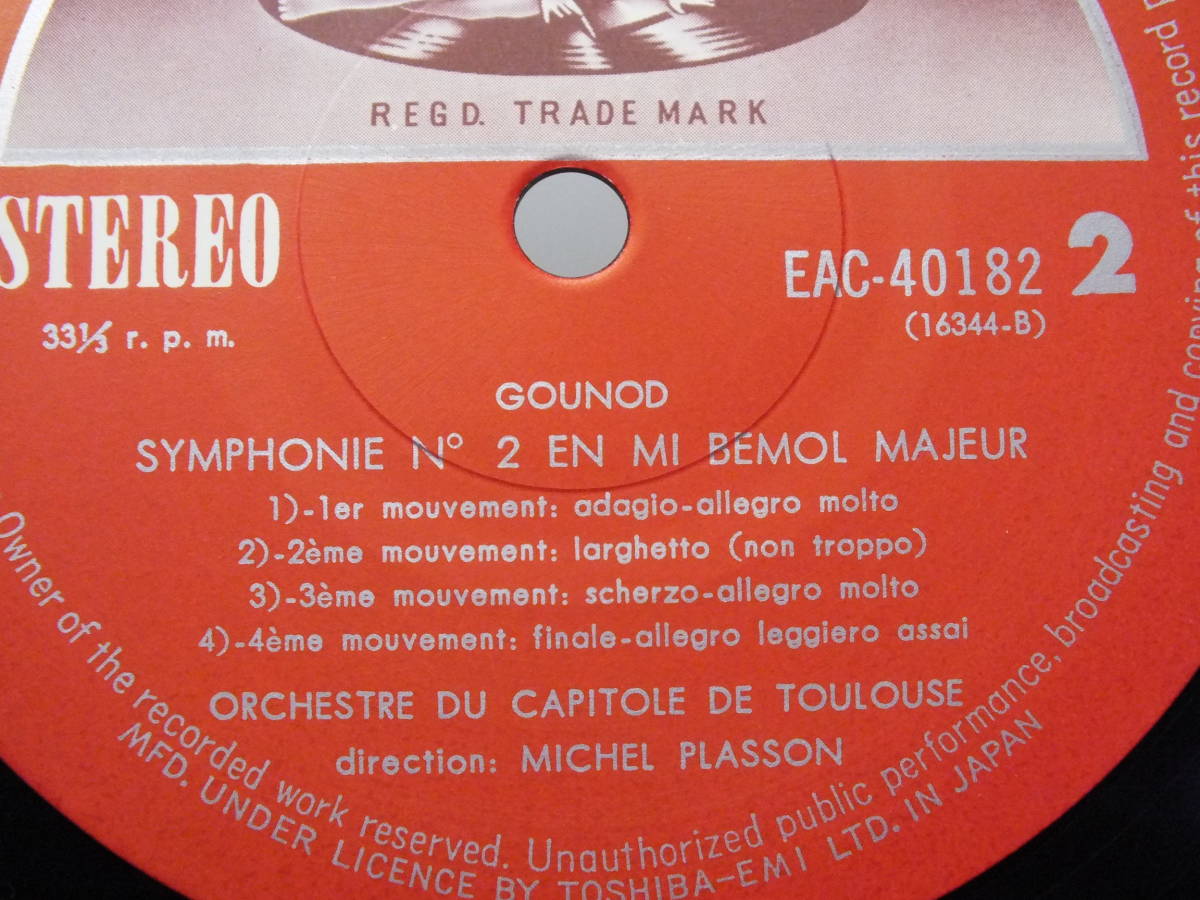 REGD. TRADE MARK
STEREO
33⅓ r. p. m.
EAC-40182 2
(16344-B)
GOUNOD
SYMPHONIE N° 2 EN MI BEMOL MAJEUR
1)-1er mouvement: adagio-allegro molto
2)-2ème mouvement: larghetto (non troppo)
3)-3ème mouvement: scherzo-allegro molto
4)-4ème mouvement: finale-allegro leggiero assai
ORCHESTRE DU CAPITOLE DE TOULOUSE
direction: MICHEL PLASSON
Owner of the recorded work reserved. Unauthorized public performance, broadcasting and copying of this record
MFD. UNDER LICENCE BY TOSHIBA-EMI LTD. IN JAPAN